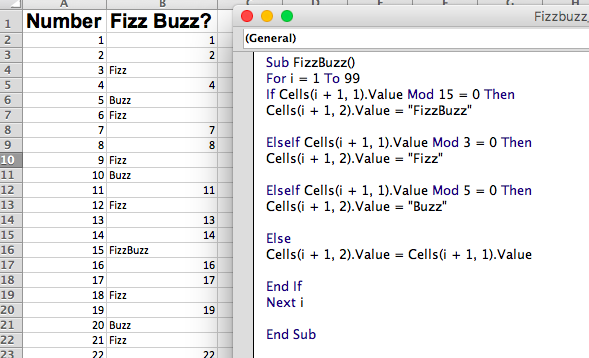 A B
1 Number Fizz Buzz?
2 1 1
3 2 2
4 3 Fizz
5 4 4
6 5 Buzz
7 6 Fizz
8 7 7
9 8 8
10 9 Fizz
11 10 Buzz
12 11 11
13 12 Fizz
14 13 13
15 14 14
16 15 FizzBuzz
17 16 16
18 17 17
19 18 Fizz
20 19 19
21 20 Buzz
22 21 Fizz
23 22 22
Fizzbuzz_
(General)
Sub FizzBuzz()
For i = 1 To 99
If Cells(i + 1, 1).Value Mod 15 = 0 Then
Cells(i + 1, 2).Value = "FizzBuzz"
ElseIf Cells(i + 1, 1).Value Mod 3 = 0 Then
Cells(i + 1, 2).Value = "Fizz"
ElseIf Cells(i + 1, 1).Value Mod 5 = 0 Then
Cells(i + 1, 2).Value = "Buzz"
Else
Cells(i + 1, 2).Value = Cells(i + 1, 1).Value
End If
Next i
End Sub